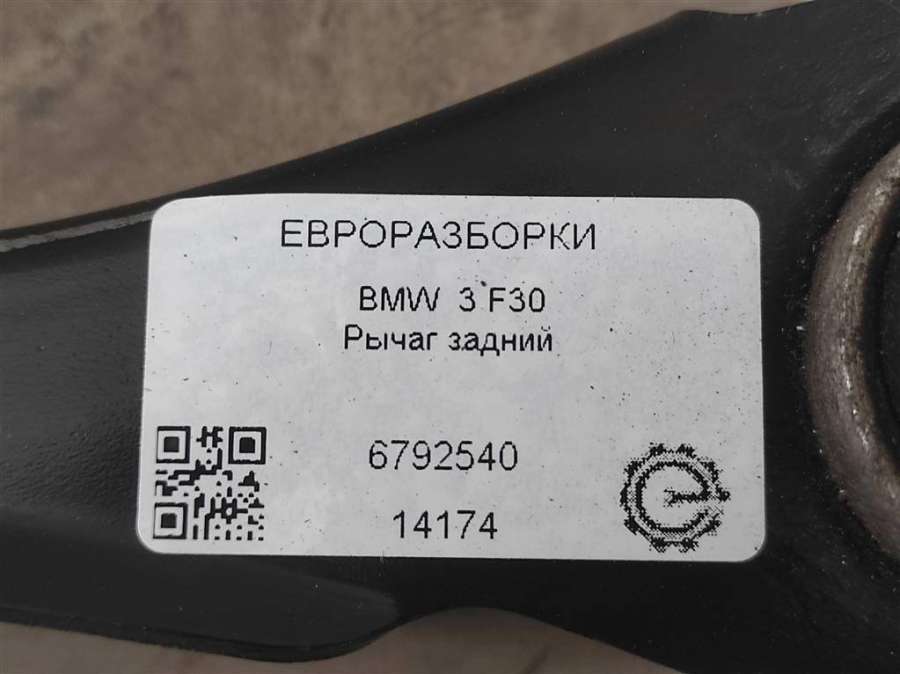 ЕВРОРАЗБОРКИ
BMW 3 F30
Рычаг задний
6792540
14174